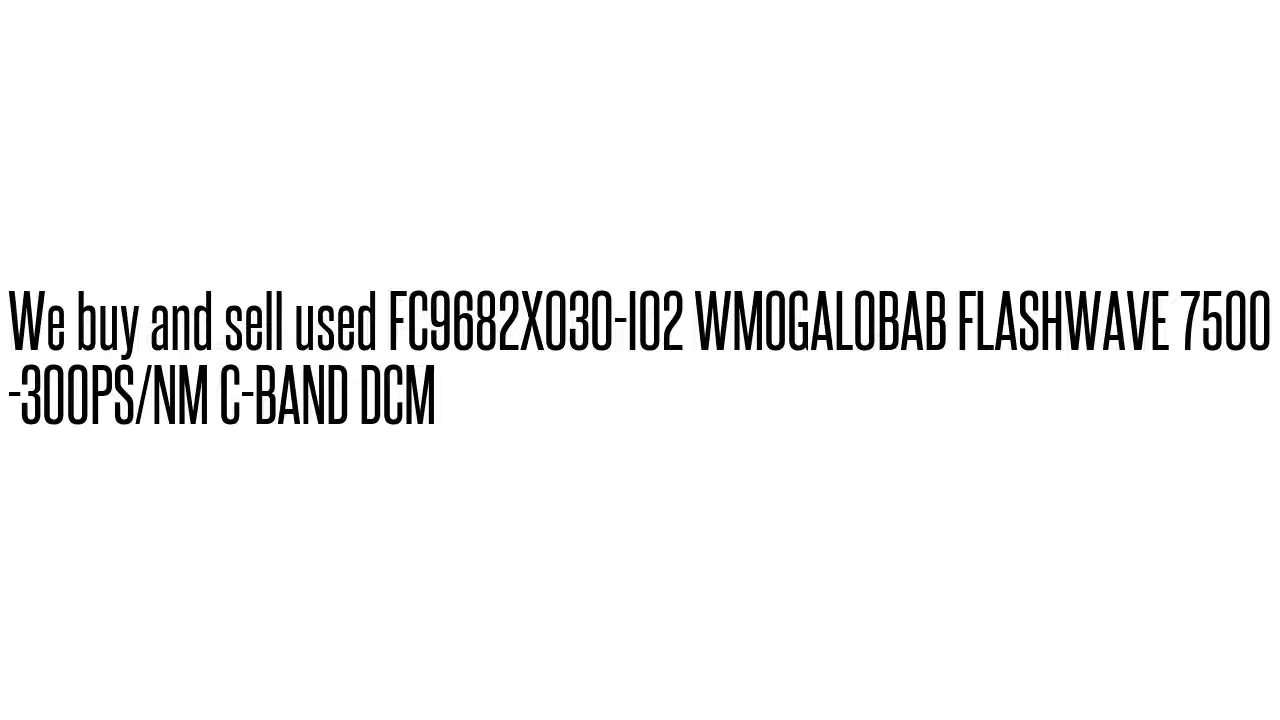 We buy and sell used FC9682X030-I02 WMOGALOBAB FLASHWAVE 7500
-300PS/NM C-BAND DCM